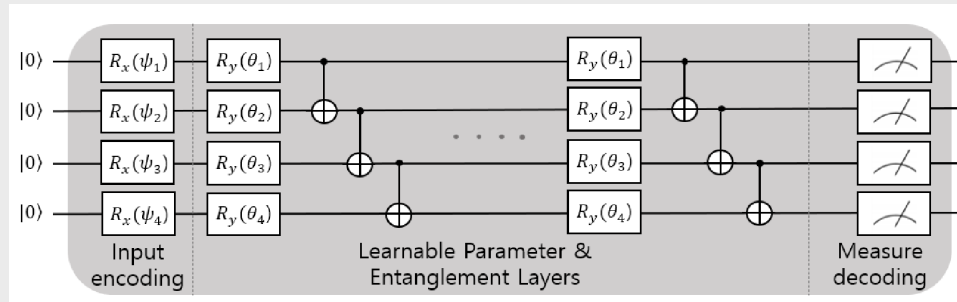 |0⟩ R_x(ψ_1) R_y(θ_1) R_y(θ_1)
|0⟩ R_x(ψ_2) R_y(θ_2) R_y(θ_2)
|0⟩ R_x(ψ_3) R_y(θ_3) R_y(θ_3)
|0⟩ R_x(ψ_4) R_y(θ_4) R_y(θ_4)
Input
encoding
Learnable Parameter &
Entanglement Layers
Measure
decoding